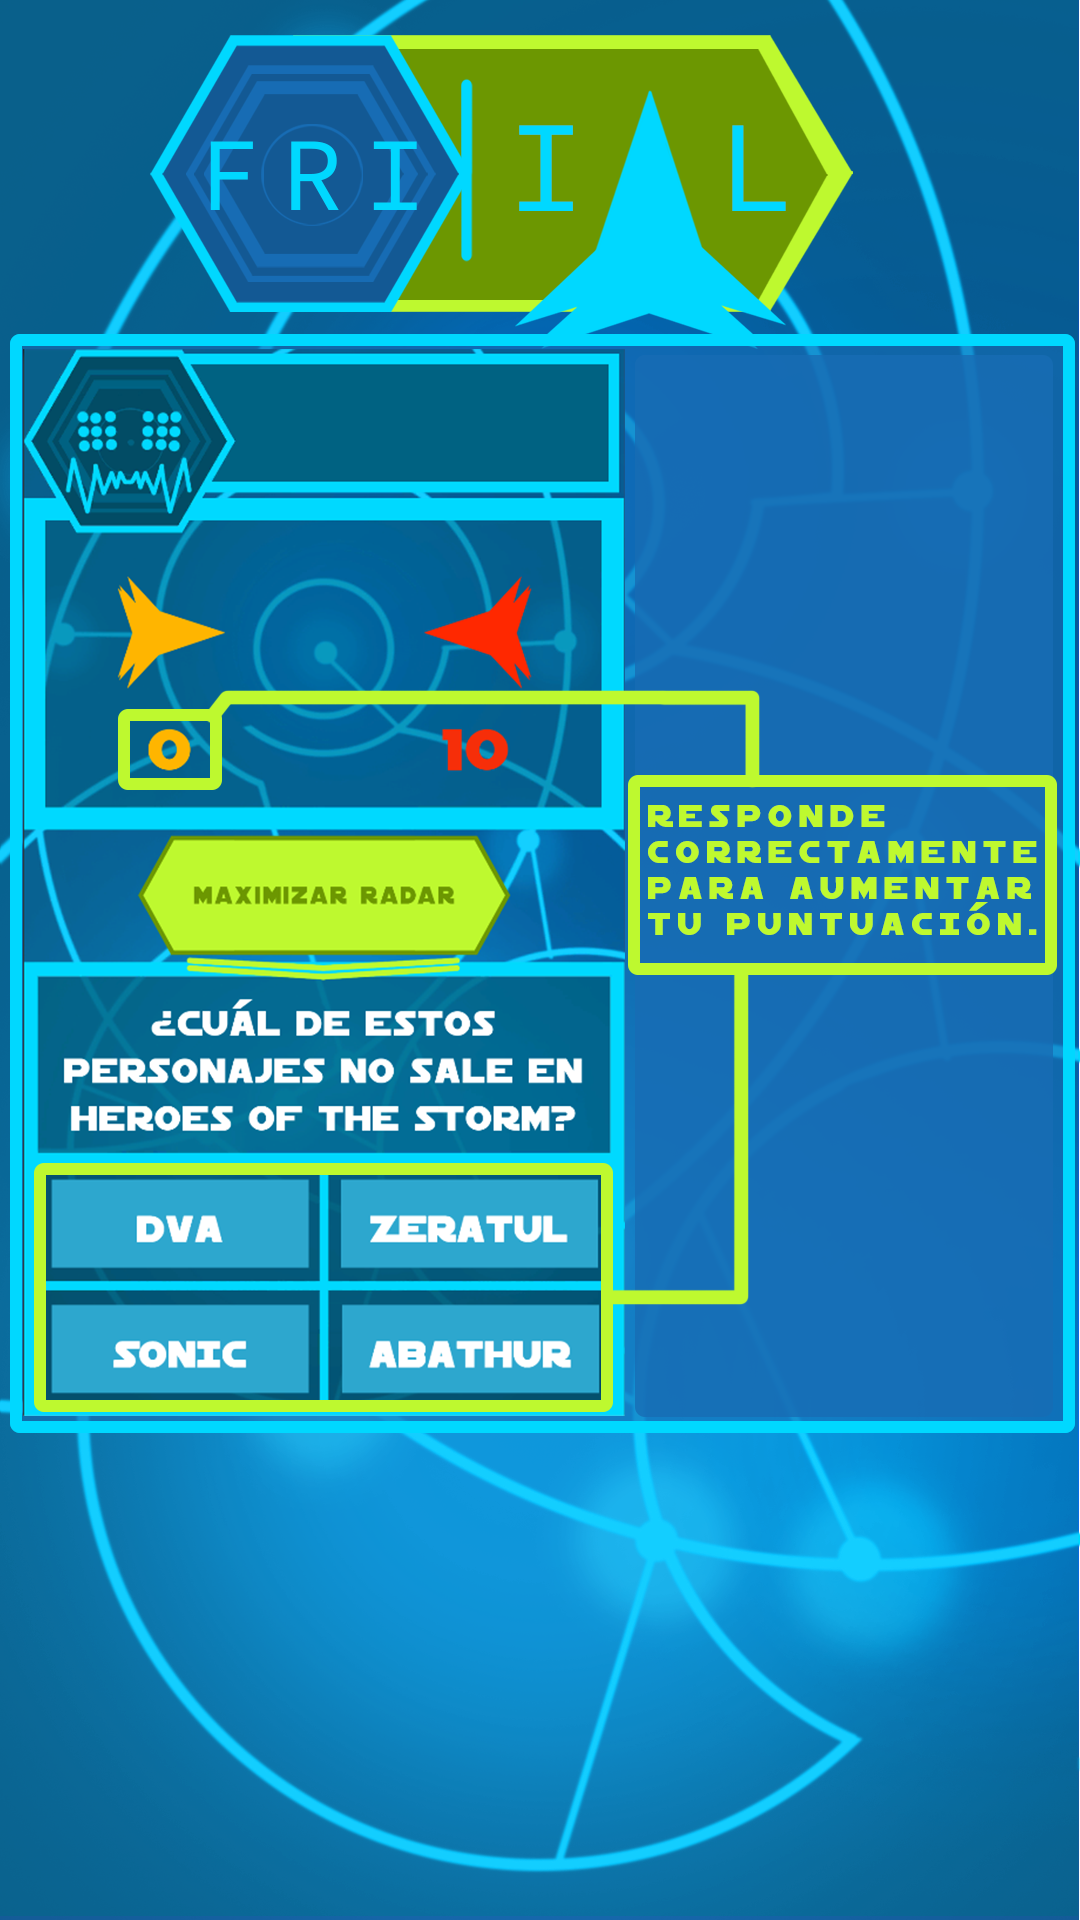 FRI I L
0
10
RESPONDE
CORRECTAMENTE
PARA AUMENTAR
TU PUNTUACIÓN.
MAXIMIZAR RADAR
¿CUÁL DE ESTOS
PERSONAJES NO SALE EN
HEROES OF THE STORM?
DVA
ZERATUL
SONIC
ABATHUR